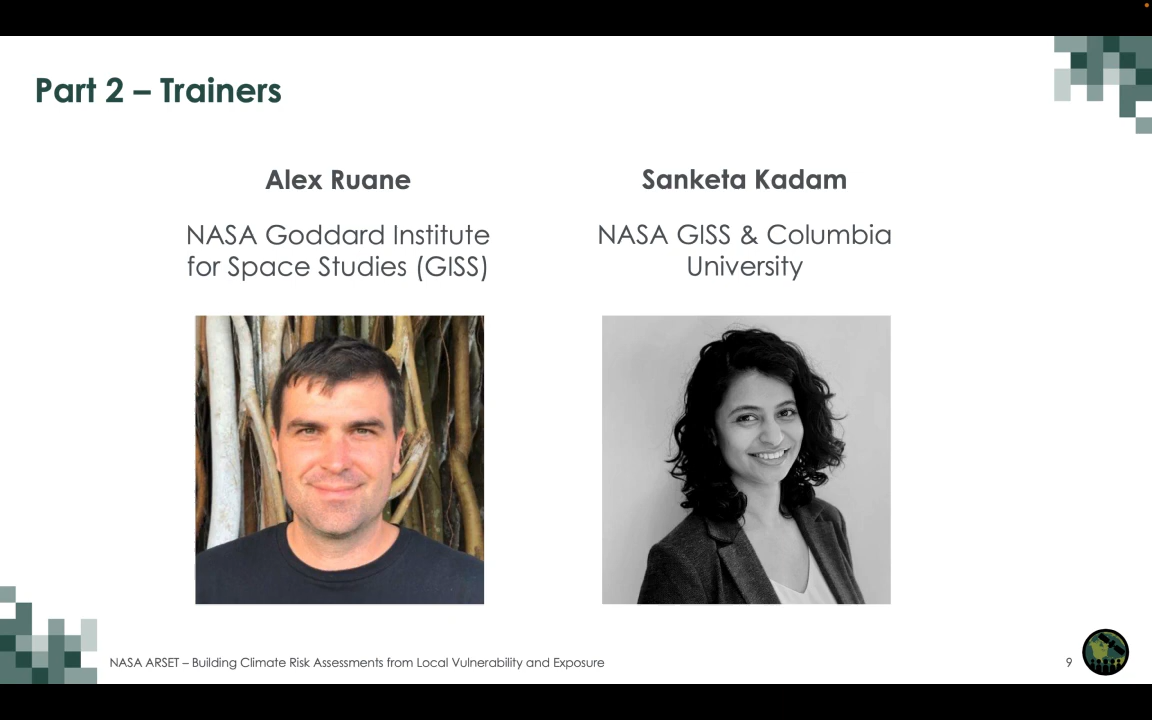 Part 2 – Trainers
Alex Ruane
NASA Goddard Institute
for Space Studies (GISS)
Sanketa Kadam
NASA GISS & Columbia
University
NASA ARSET – Building Climate Risk Assessments from Local Vulnerability and Exposure
9